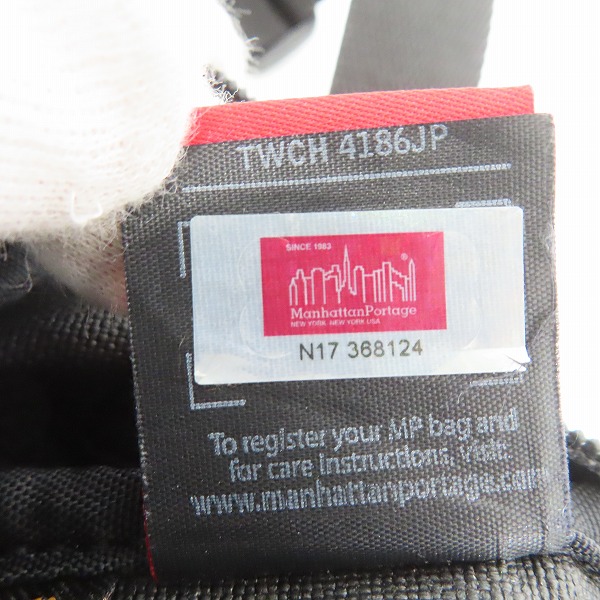 TWCH 4186JP
SINCE 1983
ManhattanPortage
NEW YORK, NEW YORK USA
N17 368124
To register your MP bag and
for care instructions, visit:
www.manhattanportage.com